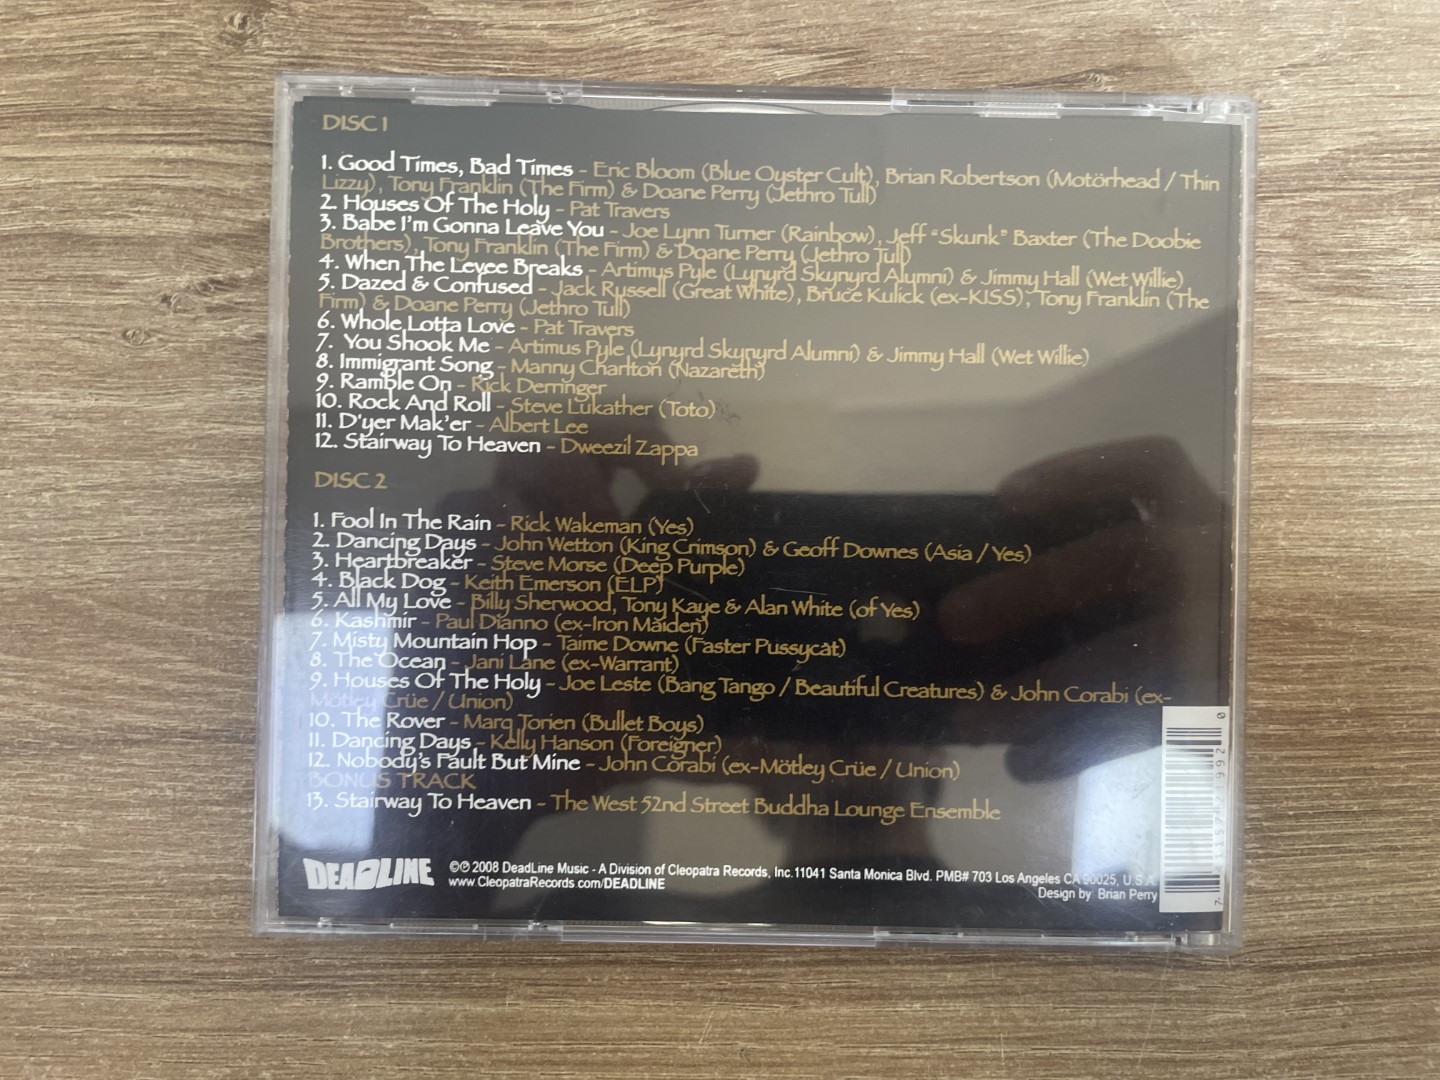 DISC 1
1. Good Times, Bad Times - Eric Bloom (Blue Oyster Cult), Brian Robertson (Motörhead / Thin
Lizzy), Tony Franklin (The Firm) & Doane Perry (Jethro Tull)
2. Houses Of The Holy - Pat Travers
3. Babe I'm Gonna Leave You - Joe Lynn Turner (Rainbow), Jeff "Skunk" Baxter (The Doobie
Brothers), Tony Franklin (The Firm) & Doane Perry (Jethro Tull)
4. When The Levee Breaks - Artimus Pyle (Lynyrd Skynyrd Alumni) & Jimmy Hall (Wet Willie)
5. Dazed & Confused - Jack Russell (Great White), Bruce Kulick (ex-KISS), Tony Franklin (The
Firm) & Doane Perry (Jethro Tull)
6. Whole Lotta Love - Pat Travers
7. You Shook Me - Artimus Pyle (Lynyrd Skynyrd Alumni) & Jimmy Hall (Wet Willie)
8. Immigrant Song - Manny Charlton (Nazareth)
9. Ramble On - Rick Derringer
10. Rock And Roll - Steve Lukather (Toto)
11. D'yer Mak'er - Albert Lee
12. Stairway To Heaven - Dweezil Zappa
DISC 2
1. Fool In The Rain - Rick Wakeman (Yes)
2. Dancing Days - John Wetton (King Crimson) & Geoff Downes (Asia / Yes)
3. Heartbreaker - Steve Morse (Deep Purple)
4. Black Dog - Keith Emerson (ELP)
5. All My Love - Billy Sherwood, Tony Kaye & Alan White (of Yes)
6. Kashmir - Paul Dianno (ex-Iron Maiden)
7. Misty Mountain Hop - Taime Downe (Faster Pussycat)
8. The Ocean - Jani Lane (ex-Warrant)
9. Houses Of The Holy - Joe Leste (Bang Tango / Beautiful Creatures) & John Corabi (ex-
Mötley Crüe / Union)
10. The Rover - Marq Torien (Bullet Boys)
11. Dancing Days - Kelly Hanson (Foreigner)
12. Nobody's Fault But Mine - John Corabi (ex-Mötley Crüe / Union)
BONUS TRACK
13. Stairway To Heaven - The West 52nd Street Buddha Lounge Ensemble
DEADLINE
©℗ 2008 DeadLine Music - A Division of Cleopatra Records, Inc. 11041 Santa Monica Blvd. PMB# 703 Los Angeles CA 90025, U.S.A.
www.CleopatraRecords.com/DEADLINE
Design by Brian Perry